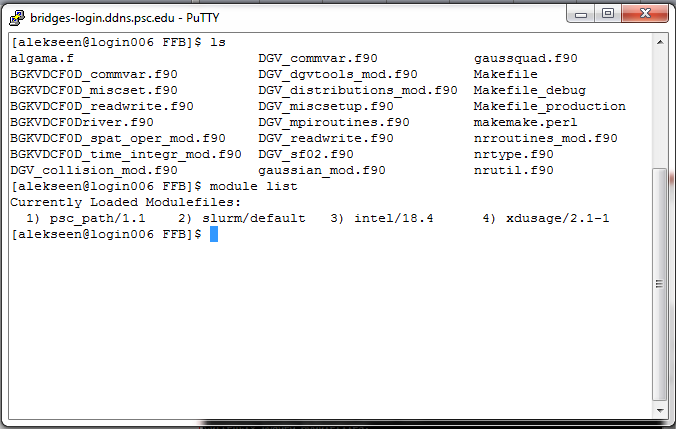 bridges-login.ddns.psc.edu - PuTTY
[alekseen@login006 FFB]$ ls
algama.f DGV_commvar.f90 gaussquad.f90
BGKVDCF0D_commvar.f90 DGV_dgvtools_mod.f90 Makefile
BGKVDCF0D_miscset.f90 DGV_distributions_mod.f90 Makefile_debug
BGKVDCF0D_readwrite.f90 DGV_miscsetup.f90 Makefile_production
BGKVDCF0Driver.f90 DGV_mpiroutines.f90 makemake.perl
BGKVDCF0D_spat_oper_mod.f90 DGV_readwrite.f90 nrroutines_mod.f90
BGKVDCF0D_time_integr_mod.f90 DGV_sf02.f90 nrtype.f90
DGV_collision_mod.f90 gaussian_mod.f90 nrutil.f90
[alekseen@login006 FFB]$ module list
Currently Loaded Modulefiles:
1) psc_path/1.1 2) slurm/default 3) intel/18.4 4) xdusage/2.1-1
[alekseen@login006 FFB]$